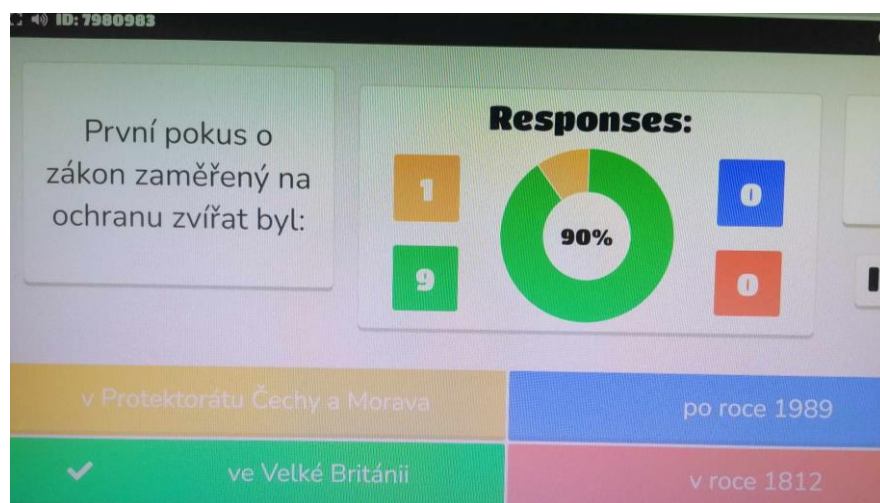 ID: 7980983
První pokus o
zákon zaměřený na
ochranu zvířat byl:
Responses:
1
0
90%
9
0
v Protektorátu Čechy a Morava
po roce 1989
ve Velké Británii
v roce 1812